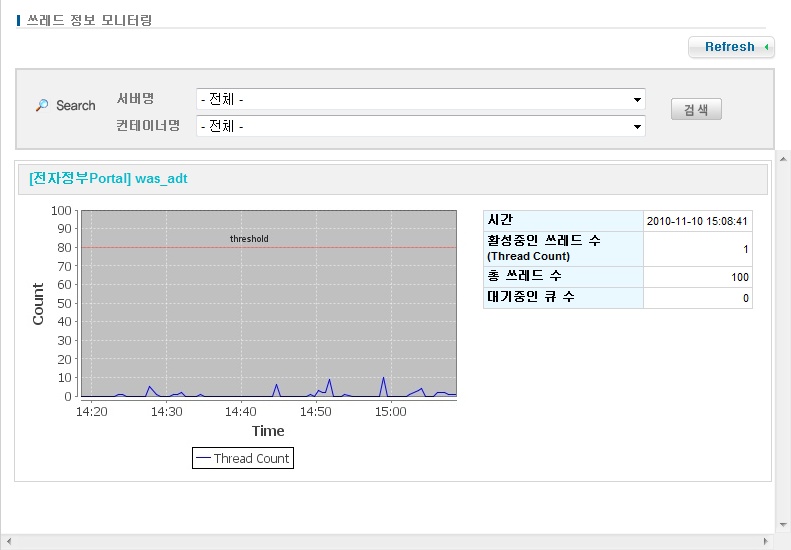 쓰레드 정보 모니터링
Refresh
Search
서버명
- 전체 -
컨테이너명
- 전체 -
검색
[전자정부Portal] was_adt
100
90
80
70
60
50
40
30
20
10
0
Count
threshold
14:20 14:30 14:40 14:50 15:00
Time
Thread Count
시간 2010-11-10 15:08:41
활성중인 쓰레드 수
(Thread Count) 1
총 쓰레드 수 100
대기중인 큐 수 0